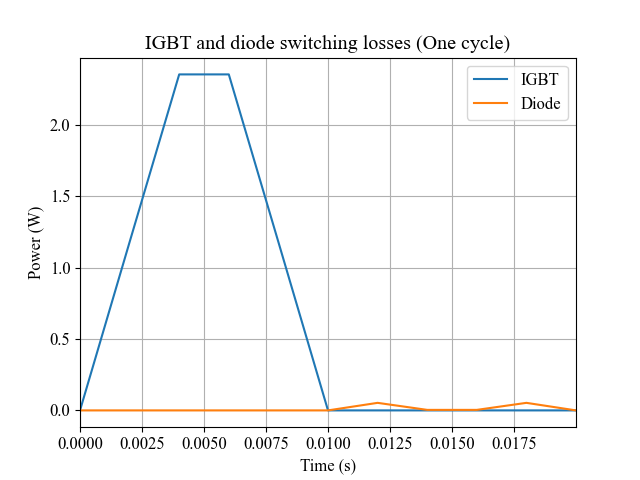 IGBT and diode switching losses (One cycle)
IGBT
Diode
Power (W)
2.0
1.5
1.0
0.5
0.0
0.0000 0.0025 0.0050 0.0075 0.0100 0.0125 0.0150 0.0175
Time (s)